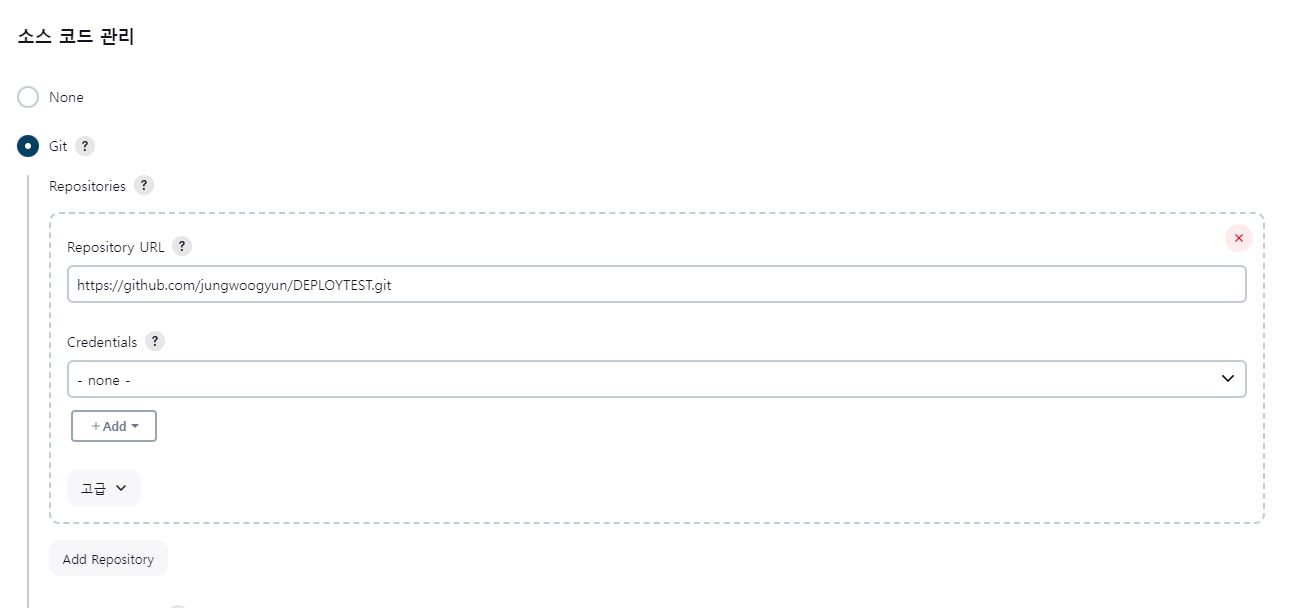 소스 코드 관리
None
Git ?
Repositories ?
Repository URL ?
https://github.com/jungwoogyun/DEPLOYTEST.git
Credentials ?
- none -
+ Add
고급
Add Repository